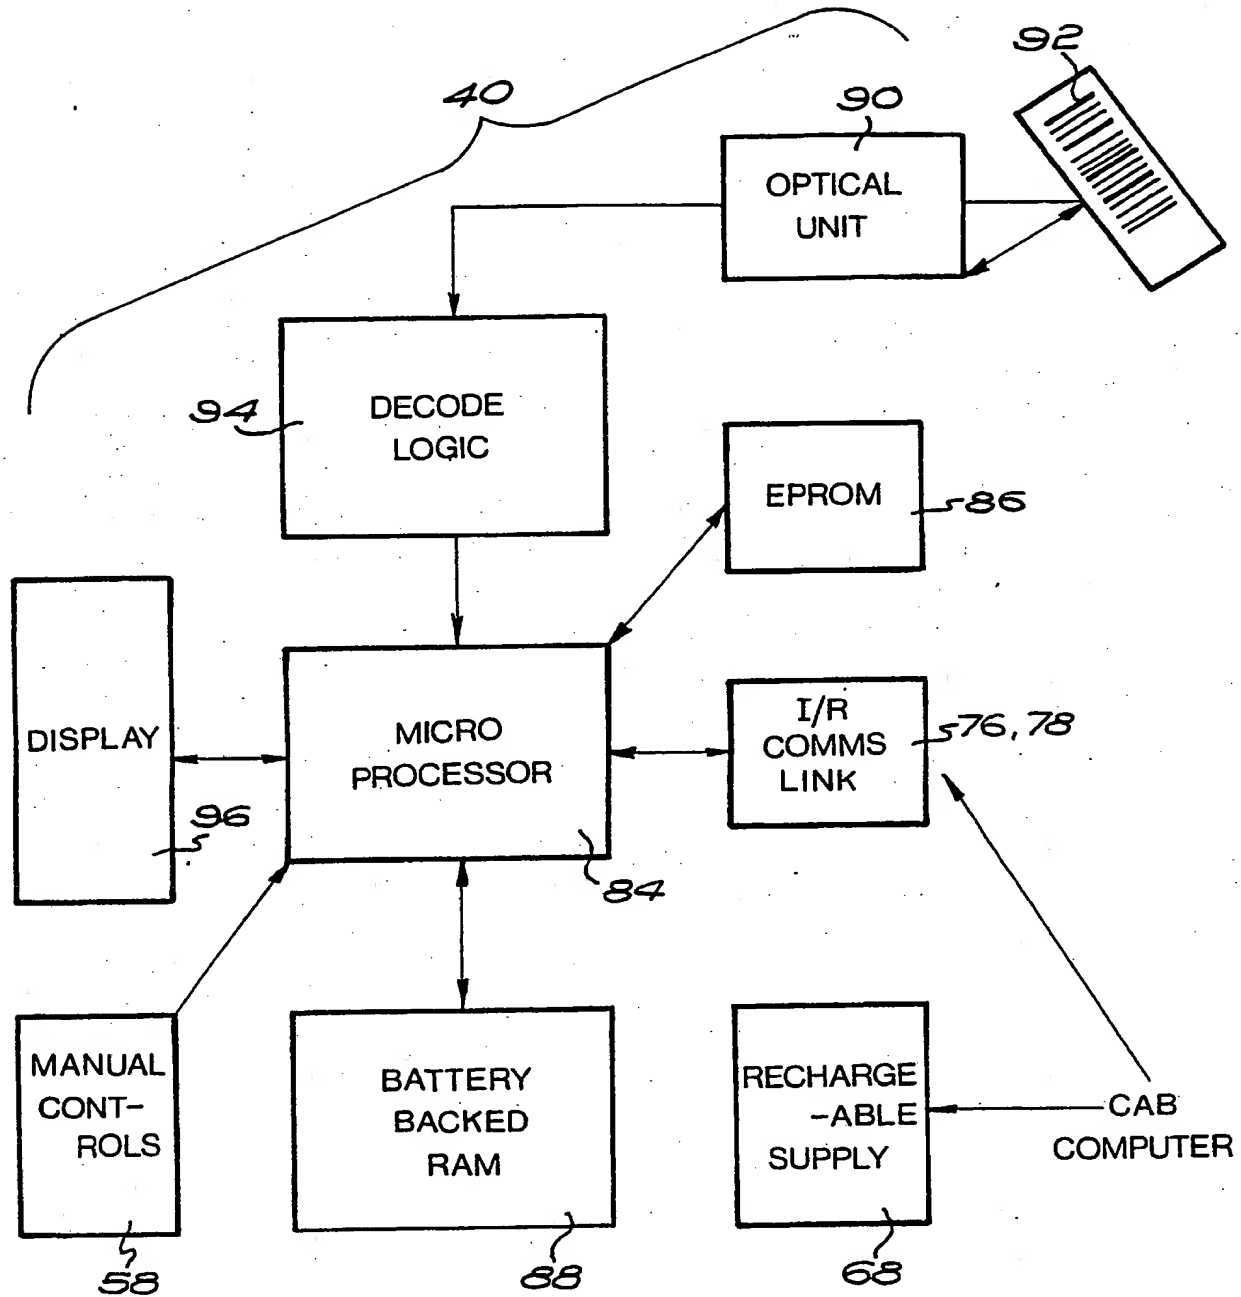 40
92
90
OPTICAL
UNIT
94
DECODE
LOGIC
EPROM
86
DISPLAY
96
MICRO
PROCESSOR
84
I/R
COMMS
LINK
76,78
MANUAL
CONT-
ROLS
58
BATTERY
BACKED
RAM
88
RECHARGE
-ABLE
SUPPLY
68
CAB
COMPUTER